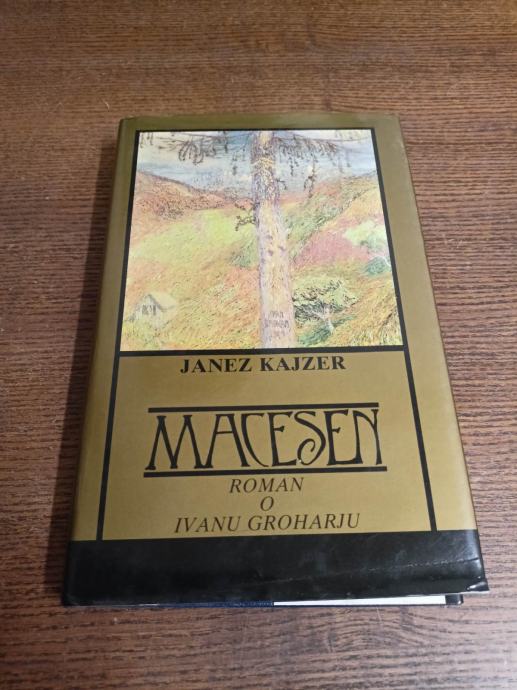 JANEZ KAJZER
MACESEN
ROMAN
O
IVANU GROHARJU